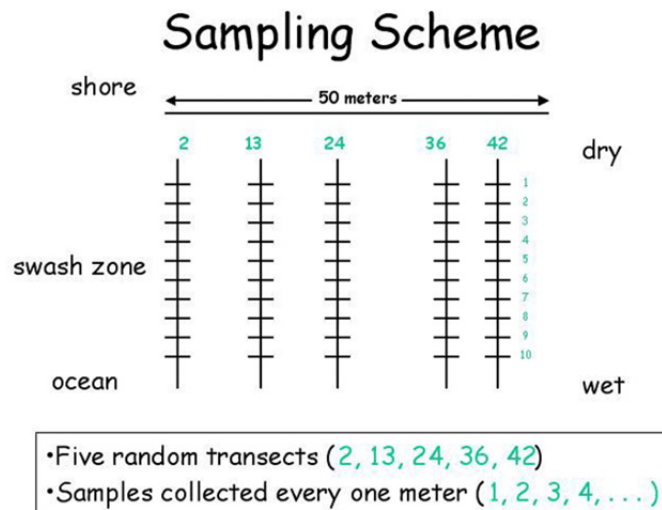 Sampling Scheme
shore
50 meters
2 13 24 36 42
dry
1
2
3
4
swash zone
5
6
7
8
9
10
ocean
wet
•Five random transects (2, 13, 24, 36, 42)
•Samples collected every one meter (1, 2, 3, 4, . . . )